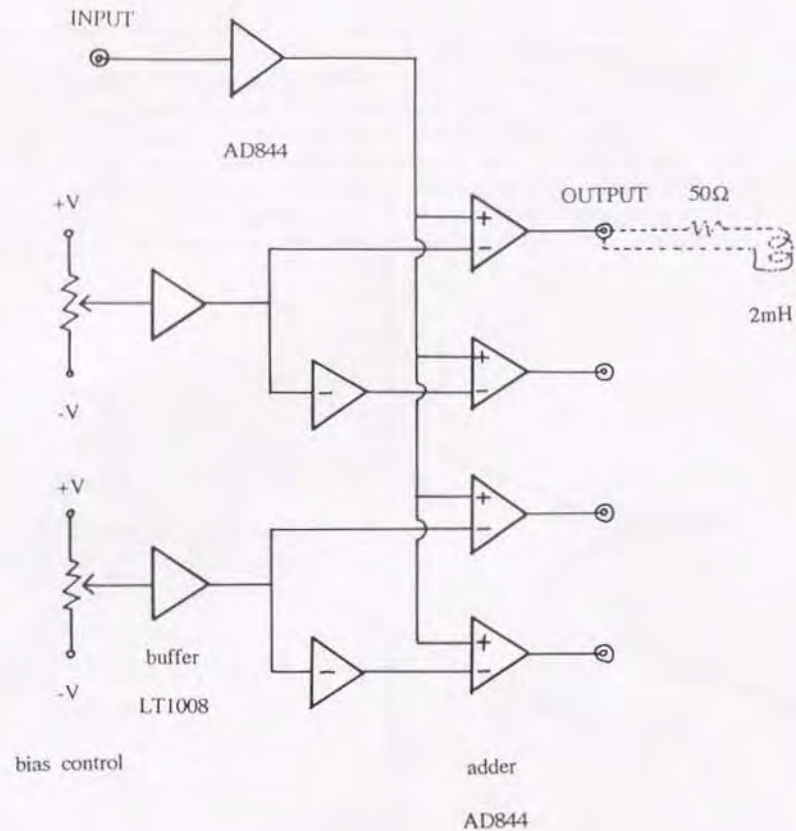 INPUT
AD844
+V
OUTPUT 50Ω
+
−
2mH
−
+
−
-V
+V
+
−
buffer
+
−
−
-V
LT1008
bias control
adder
AD844